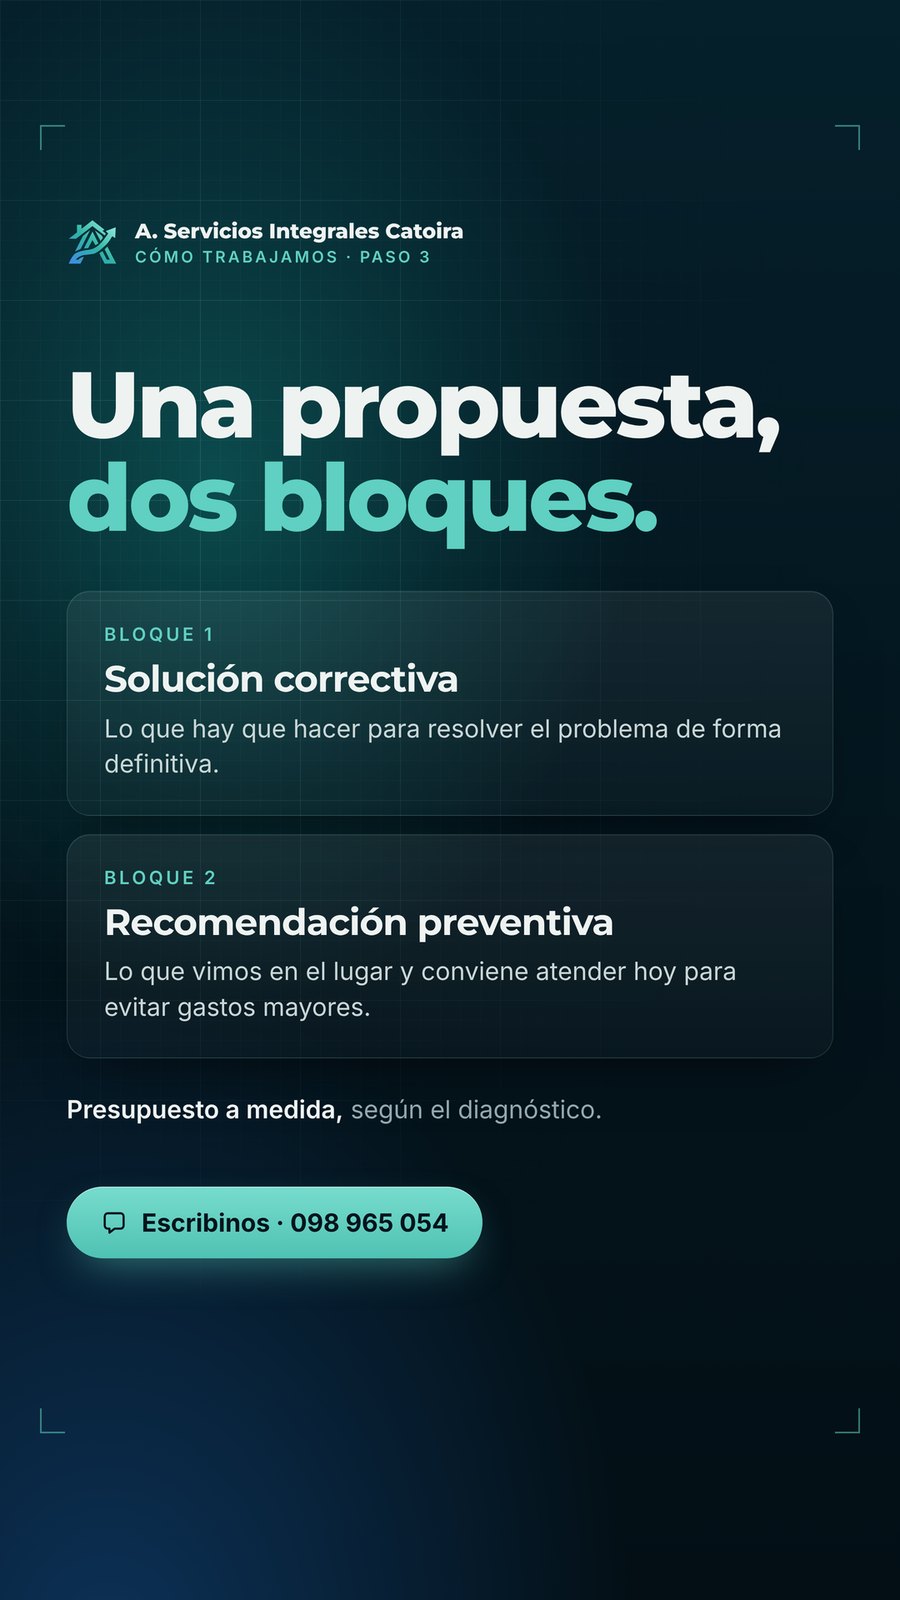 A. Servicios Integrales Catoira
CÓMO TRABAJAMOS · PASO 3
Una propuesta,
dos bloques.
BLOQUE 1
Solución correctiva
Lo que hay que hacer para resolver el problema de forma
definitiva.
BLOQUE 2
Recomendación preventiva
Lo que vimos en el lugar y conviene atender hoy para
evitar gastos mayores.
Presupuesto a medida, según el diagnóstico.
Escribinos · 098 965 054